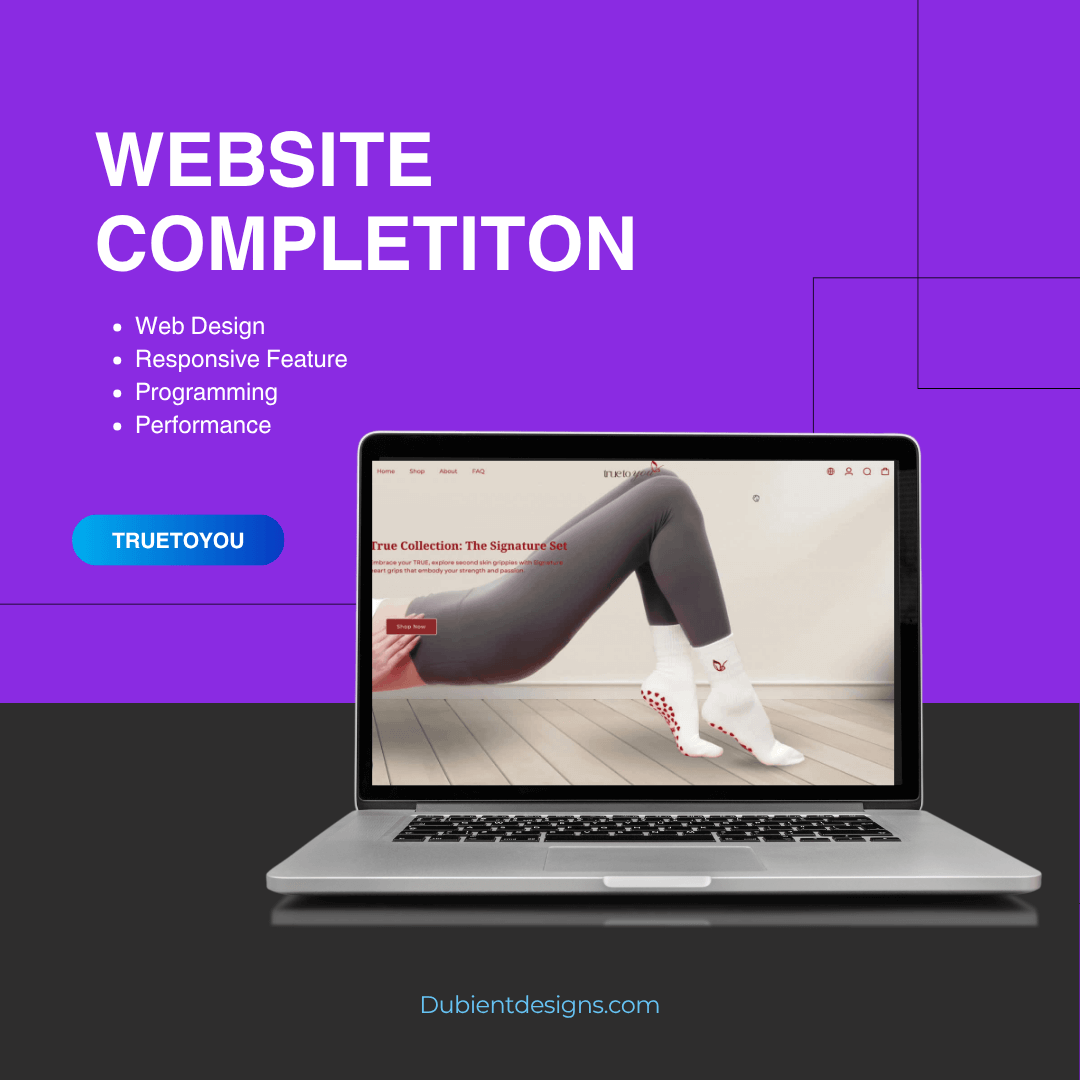 WEBSITE
COMPLETITON
Web Design
Responsive Feature
Programming
Performance
TRUETOYOU
Home Shop About FAQ
true to you
True Collection: The Signature Set
embrace your TRUE, explore second skin grippies with Signature
heart grips that embody your strength and passion.
Shop Now
Dubientdesigns.com